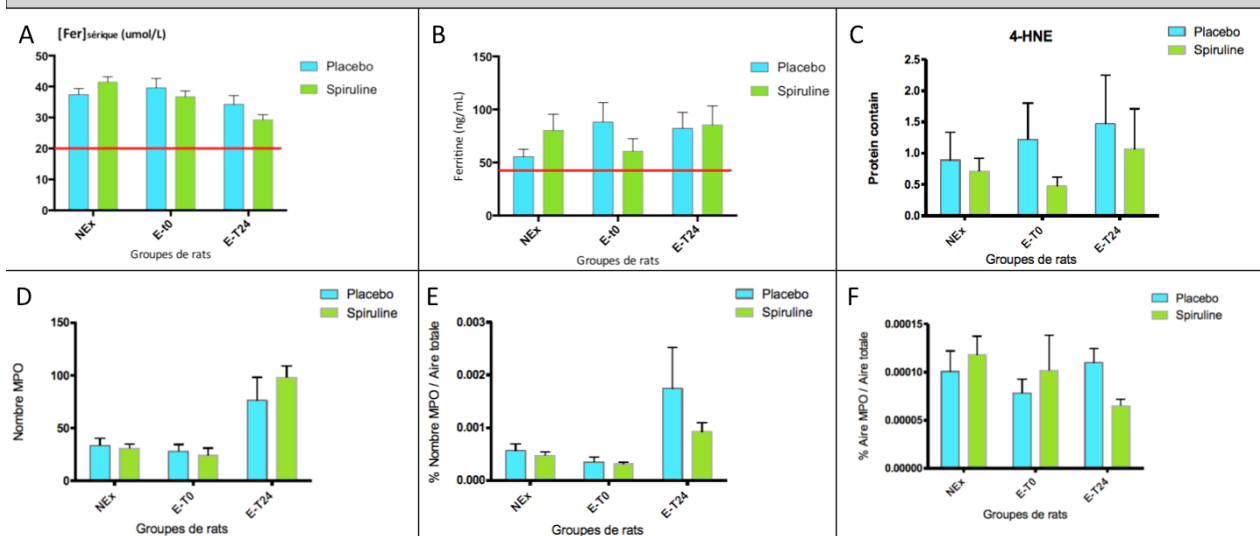 A
[Fer]sérique (umol/L)
Placebo
Spiruline
50
40
30
20
10
0
NEx
E-t0
E-T24
Groupes de rats
B
Placebo
Spiruline
Ferritine (ng/mL)
150
100
50
0
NEx
E-t0
E-T24
Groupes de rats
C
4-HNE
Placebo
Spiruline
Protein contain
2.5
2.0
1.5
1.0
0.5
0.0
NEx
E-T0
E-T24
Groupes de rats
D
Placebo
Spiruline
Nombre MPO
150
100
50
0
NEx
E-T0
E-T24
Groupes de rats
E
Placebo
Spiruline
% Nombre MPO / Aire totale
0.003
0.002
0.001
0.000
NEx
E-T0
E-T24
Groupes de rats
F
Placebo
Spiruline
% Aire MPO / Aire totale
0.00015
0.00010
0.00005
0.00000
NEx
E-T0
E-T24
Groupes de rats